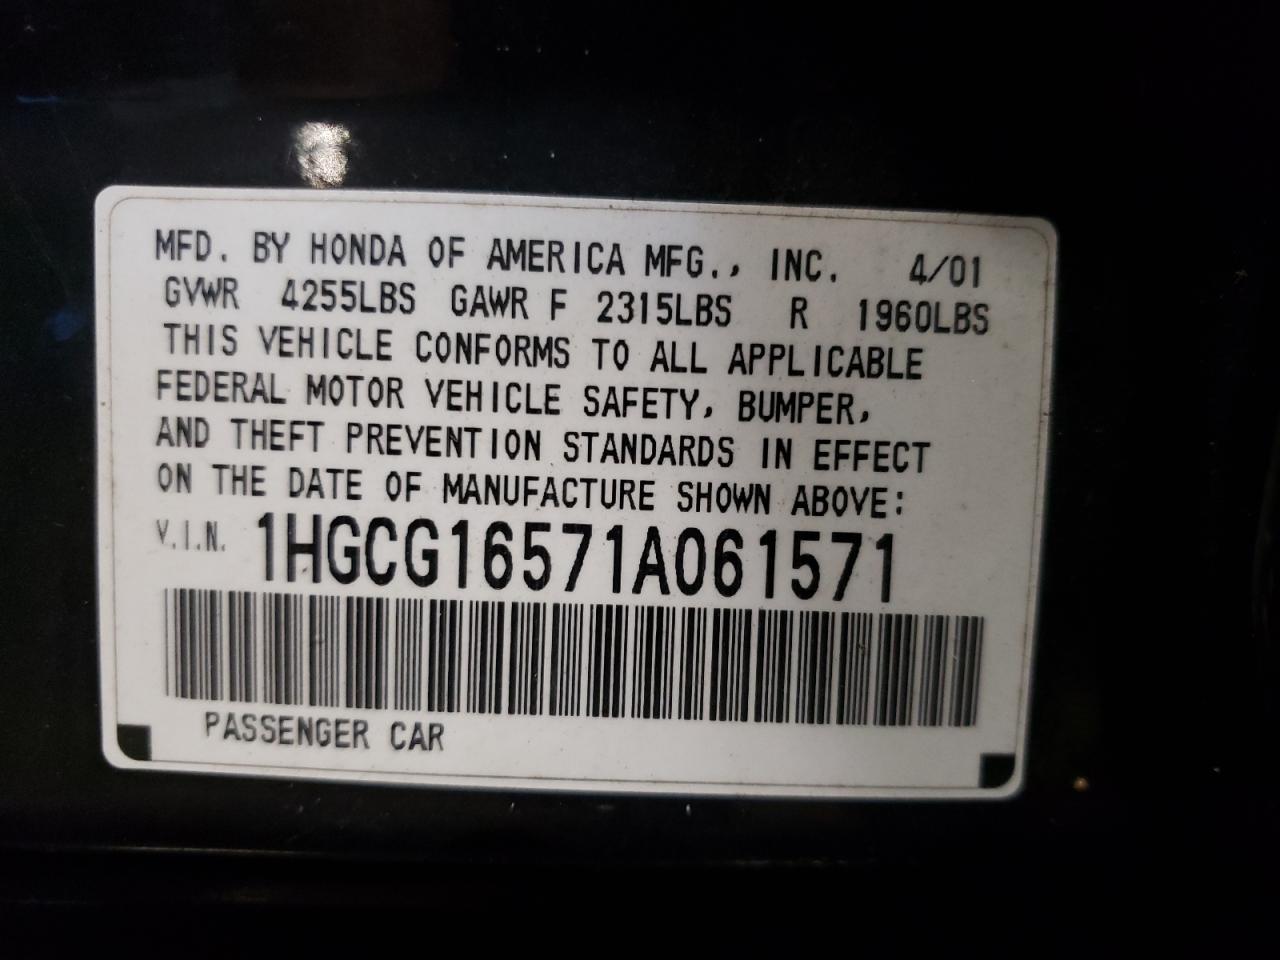 MFD. BY HONDA OF AMERICA MFG., INC. 4/01
GVWR 4255LBS GAWR F 2315LBS R 1960LBS
THIS VEHICLE CONFORMS TO ALL APPLICABLE
FEDERAL MOTOR VEHICLE SAFETY, BUMPER,
AND THEFT PREVENTION STANDARDS IN EFFECT
ON THE DATE OF MANUFACTURE SHOWN ABOVE:
V.I.N. 1HGCG16571A061571
PASSENGER CAR